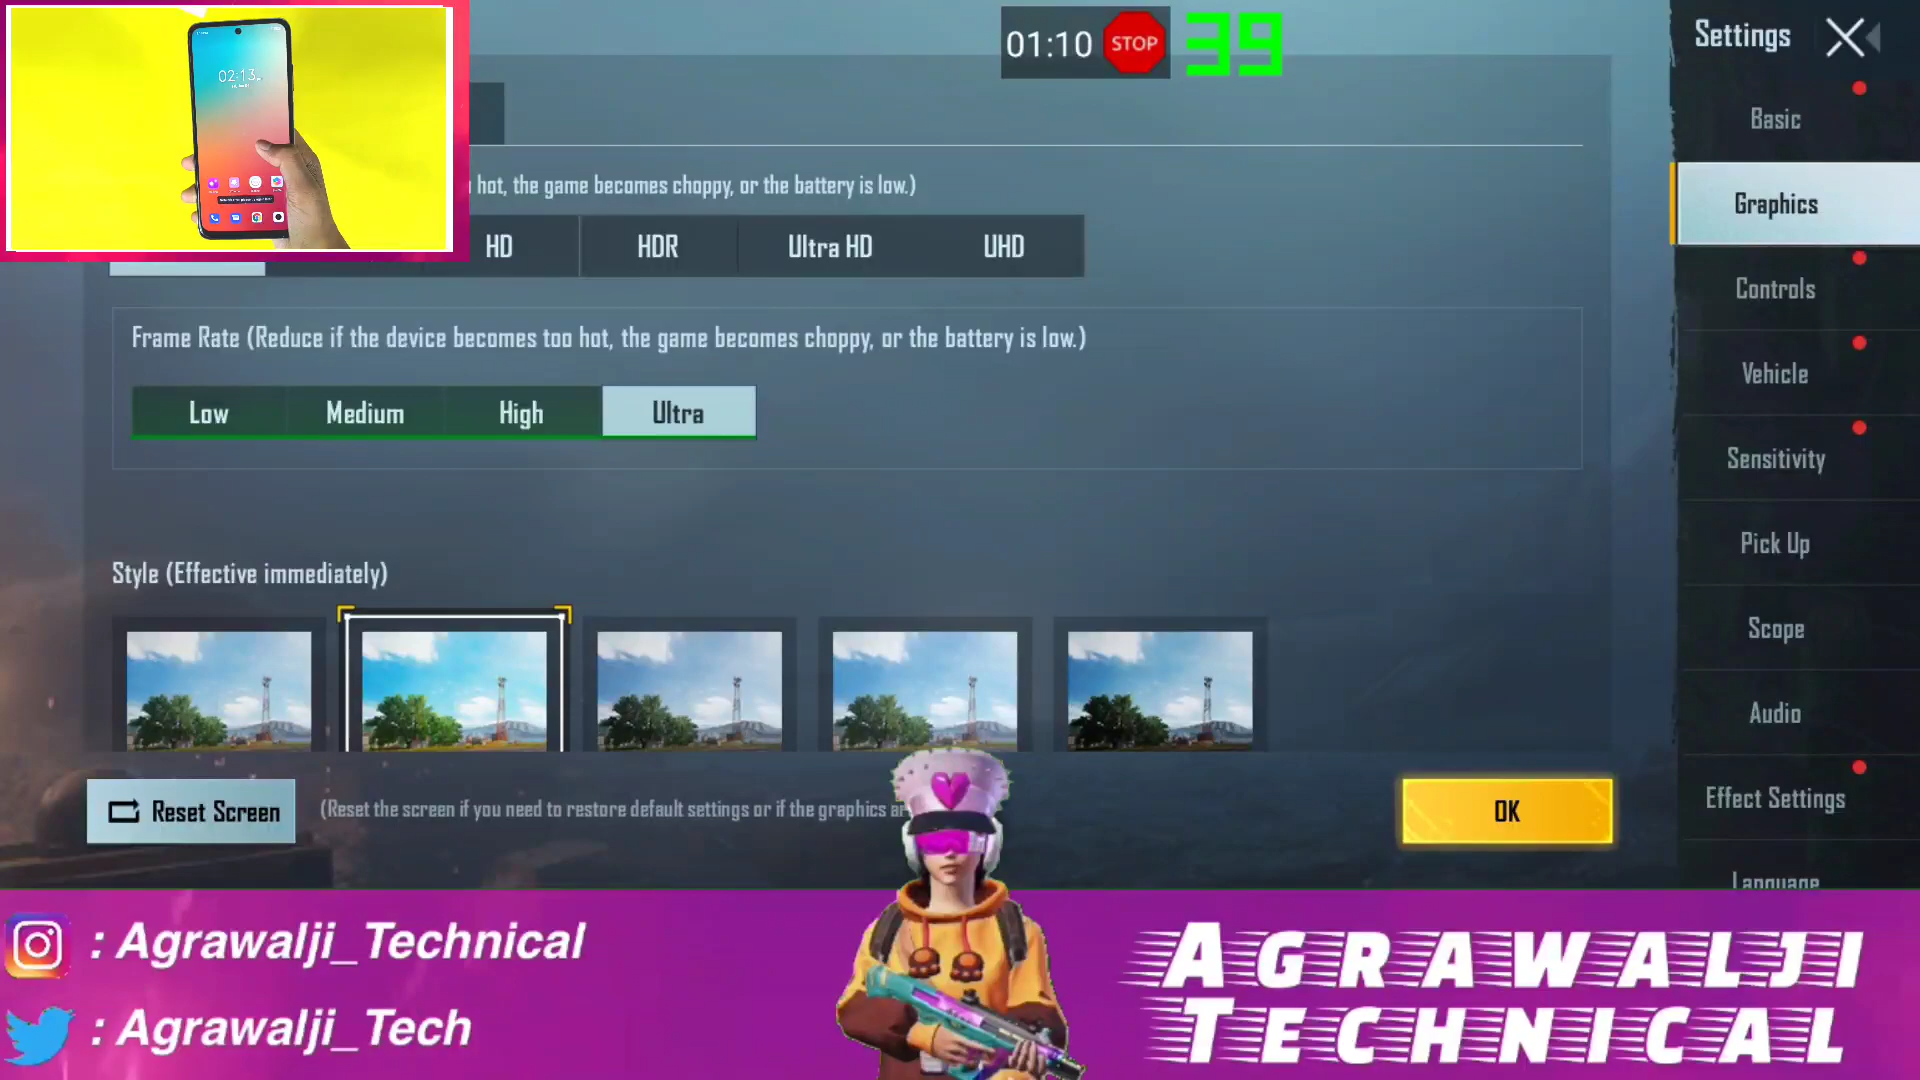 01:10 STOP 39
Settings
02:13
Basic
hot, the game becomes choppy, or the battery is low.)
Graphics
HD HDR Ultra HD UHD
Controls
Frame Rate (Reduce if the device becomes too hot, the game becomes choppy, or the battery is low.)
Vehicle
Low Medium High Ultra
Sensitivity
Pick Up
Style (Effective immediately)
Scope
Audio
Reset Screen (Reset the screen if you need to restore default settings or if the graphics
OK
Effect Settings
Language
: Agrawalji_Technical
: Agrawalji_Tech
AGRAWALJI
TECHNICAL